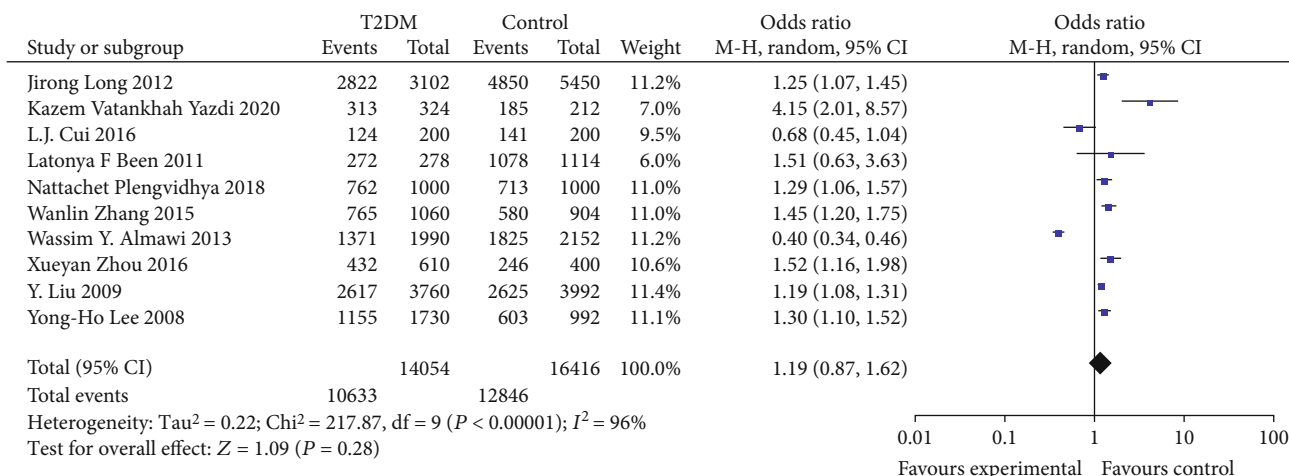 T2DM Control Odds ratio Odds ratio
Study or subgroup Events Total Events Total Weight M-H, random, 95% CI M-H, random, 95% CI
Jirong Long 2012 2822 3102 4850 5450 11.2% 1.25 (1.07, 1.45)
Kazem Vatankhah Yazdi 2020 313 324 185 212 7.0% 4.15 (2.01, 8.57)
L.J. Cui 2016 124 200 141 200 9.5% 0.68 (0.45, 1.04)
Latonya F Been 2011 272 278 1078 1114 6.0% 1.51 (0.63, 3.63)
Nattachet Plengvidhya 2018 762 1000 713 1000 11.0% 1.29 (1.06, 1.57)
Wanlin Zhang 2015 765 1060 580 904 11.0% 1.45 (1.20, 1.75)
Wassim Y. Almawi 2013 1371 1990 1825 2152 11.2% 0.40 (0.34, 0.46)
Xueyan Zhou 2016 432 610 246 400 10.6% 1.52 (1.16, 1.98)
Y. Liu 2009 2617 3760 2625 3992 11.4% 1.19 (1.08, 1.31)
Yong-Ho Lee 2008 1155 1730 603 992 11.1% 1.30 (1.10, 1.52)
Total (95% CI) 14054 16416 100.0% 1.19 (0.87, 1.62)
Total events 10633 12846
Heterogeneity: Tau² = 0.22; Chi² = 217.87, df = 9 (P < 0.00001); I² = 96%
Test for overall effect: Z = 1.09 (P = 0.28)
0.01 0.1 1 10 100
Favours experimental Favours control